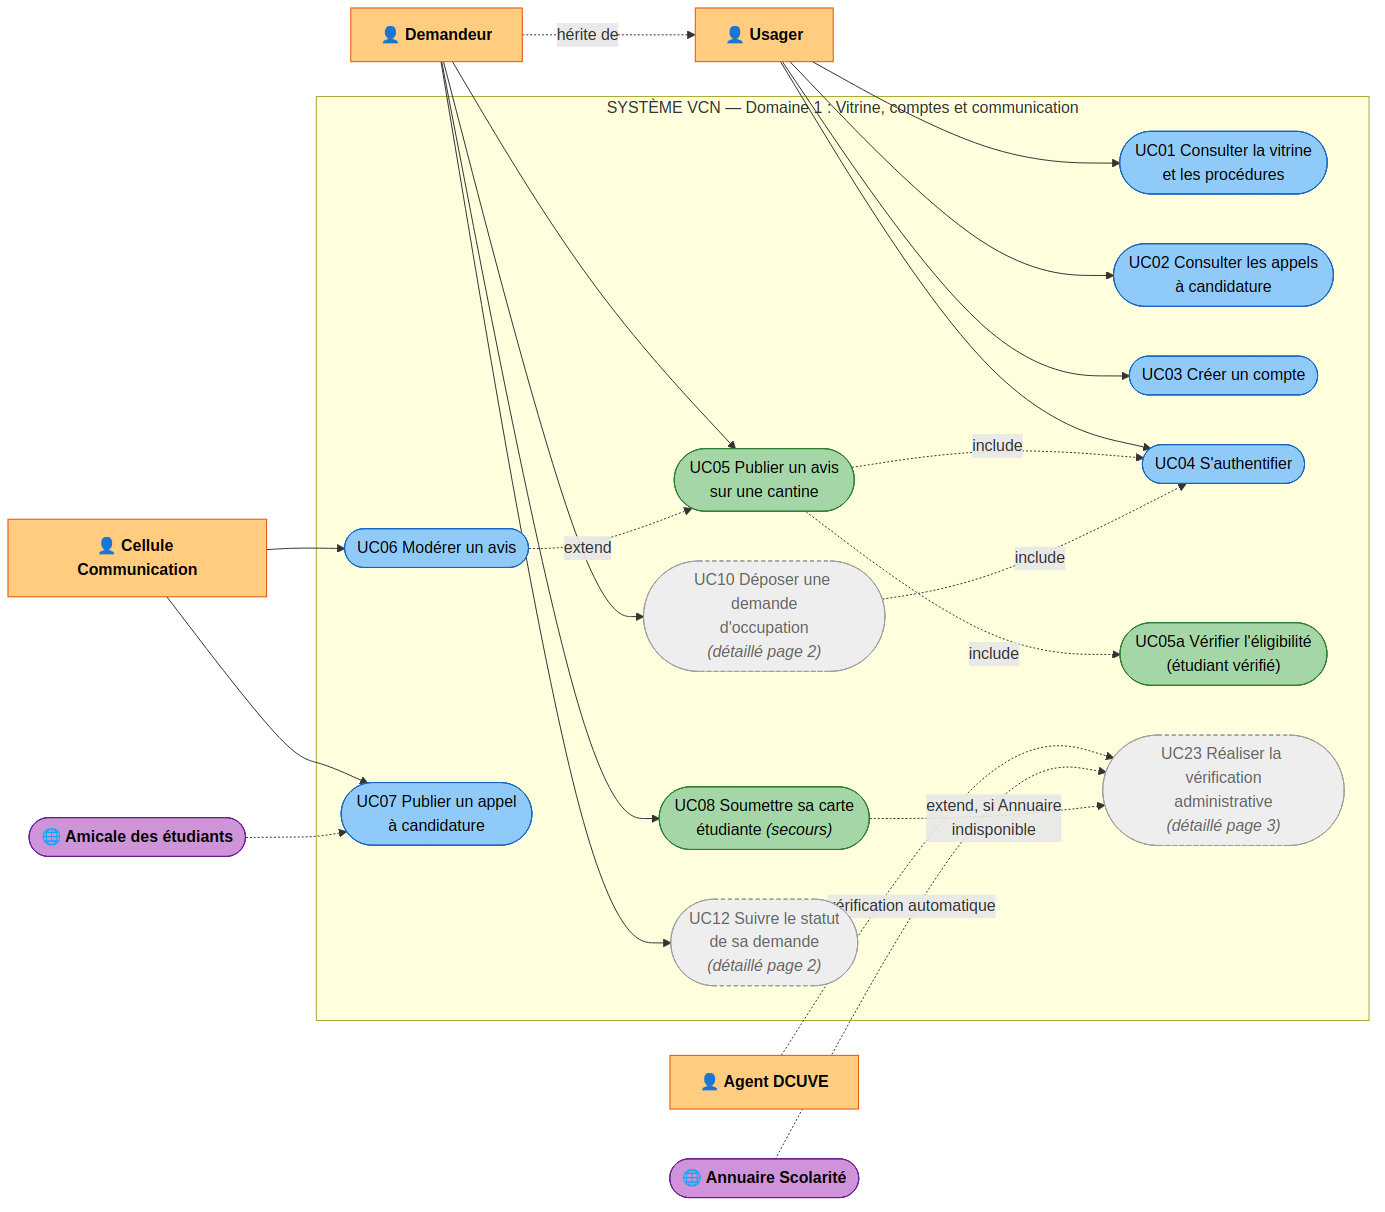 Demandeur
hérite de
Usager
SYSTÈME VCN — Domaine 1 : Vitrine, comptes et communication
UC01 Consulter la vitrine
et les procédures
UC02 Consulter les appels
à candidature
UC03 Créer un compte
include
UC04 S'authentifier
UC05 Publier un avis
sur une cantine
Cellule
Communication
UC06 Modérer un avis
extend
include
UC10 Déposer une
demande
d'occupation
(détaillé page 2)
include
UC05a Vérifier l'éligibilité
(étudiant vérifié)
UC23 Réaliser la
vérification
administrative
(détaillé page 3)
UC07 Publier un appel
à candidature
Amicale des étudiants
UC08 Soumettre sa carte
étudiante (secours)
extend, si Annuaire
indisponible
vérification automatique
UC12 Suivre le statut
de sa demande
(détaillé page 2)
Agent DCUVE
Annuaire Scolarité